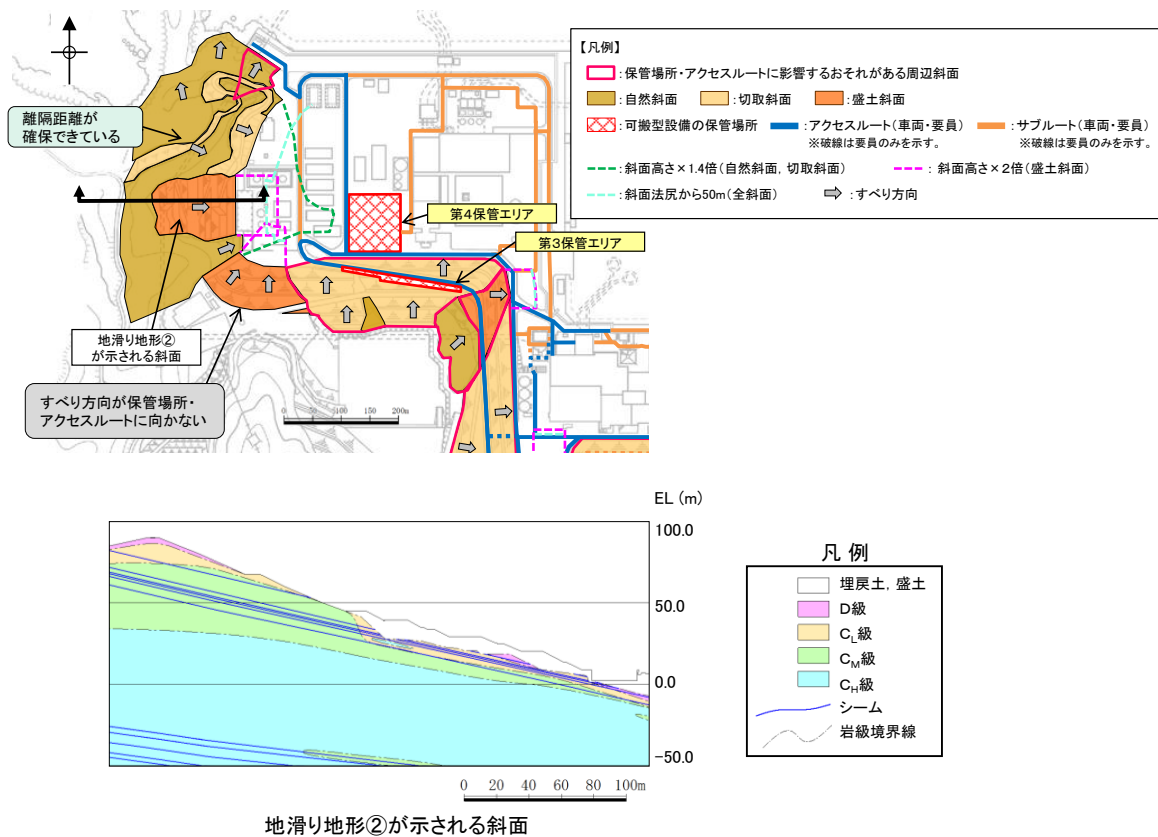 離隔距離が
確保できている
第4保管エリア
第3保管エリア
地滑り地形②
が示される斜面
すべり方向が保管場所・
アクセスルートに向かない
0 50 100 200m
【凡例】
:保管場所・アクセスルートに影響するおそれがある周辺斜面
:自然斜面 :切取斜面 :盛土斜面
:可搬型設備の保管場所 :アクセスルート(車両・要員) :サブルート(車両・要員)
※破線は要員のみを示す。 ※破線は要員のみを示す。
:斜面高さ×1.4倍(自然斜面, 切取斜面) :斜面高さ×2倍(盛土斜面)
:斜面法尻から50m(全斜面) :すべり方向
EL (m)
100.0
50.0
0.0
-50.0
0 20 40 60 80 100m
地滑り地形②が示される斜面
凡 例
埋戻土, 盛土
D級
CL級
CM級
CH級
シーム
岩級境界線